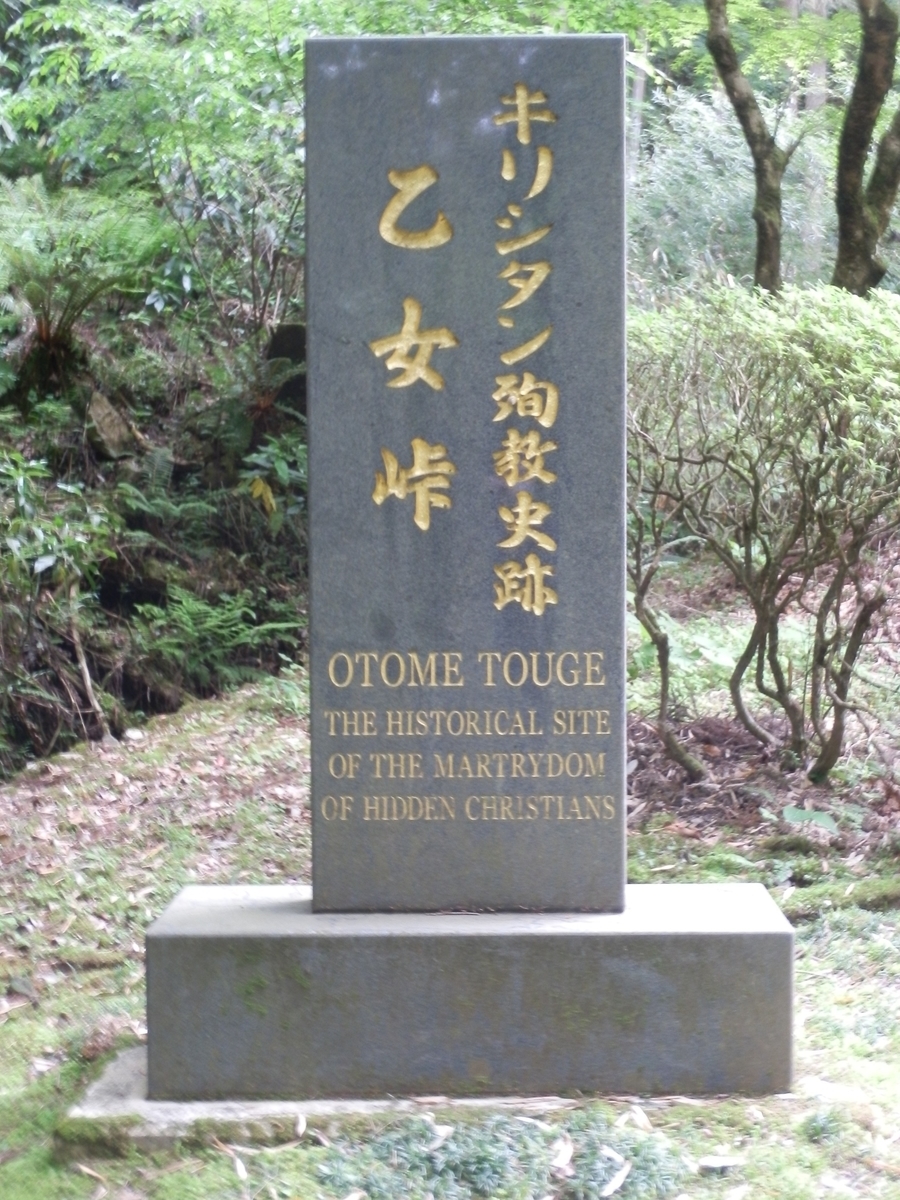 キリシタン殉教史跡
乙女峠
OTOME TOUGE
THE HISTORICAL SITE
OF THE MARTRYDOM
OF HIDDEN CHRISTIANS